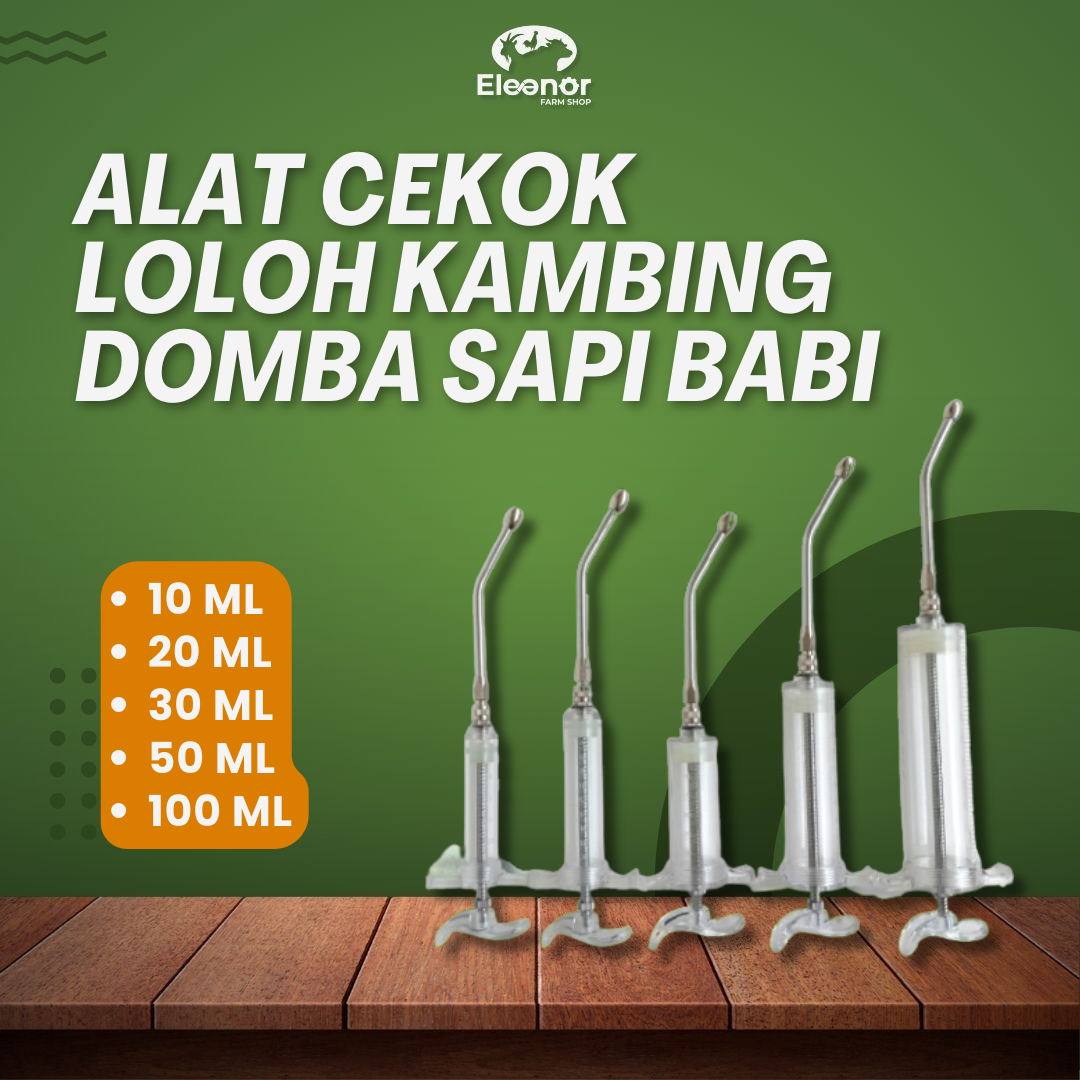 Eleanor
FARM SHOP
ALAT CEKOK
LOLOH KAMBING
DOMBA SAPI BABI
• 10 ML
• 20 ML
• 30 ML
• 50 ML
• 100 ML